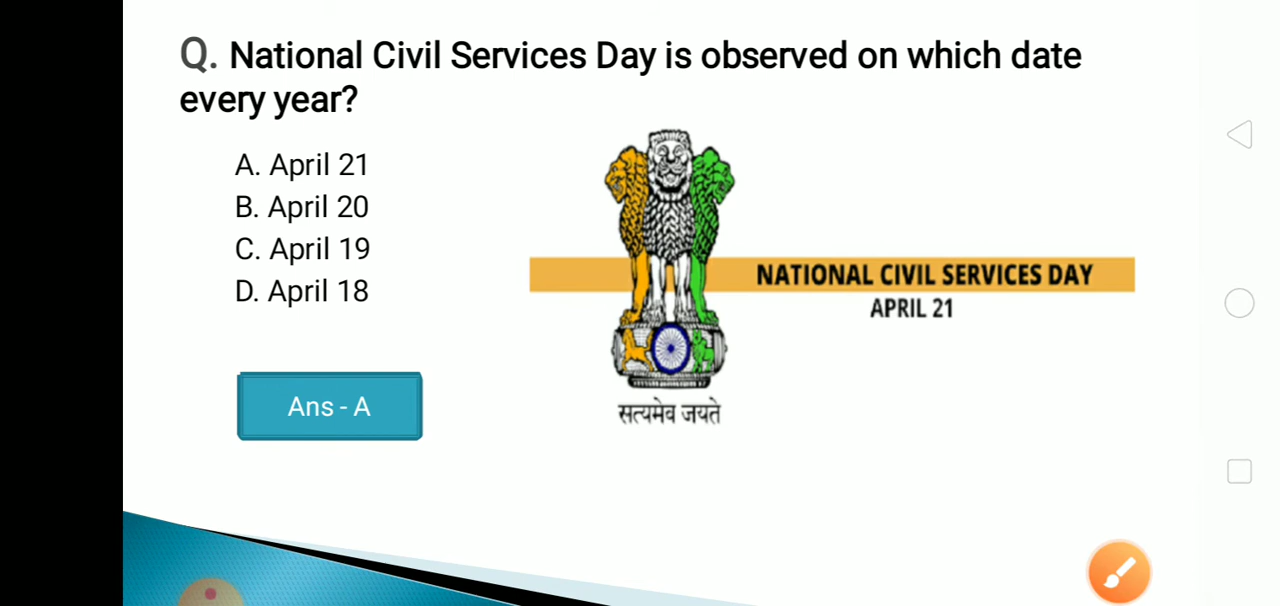 Q. National Civil Services Day is observed on which date
every year?
A. April 21
B. April 20
C. April 19
D. April 18
NATIONAL CIVIL SERVICES DAY
APRIL 21
Ans - A
सत्यमेव जयते